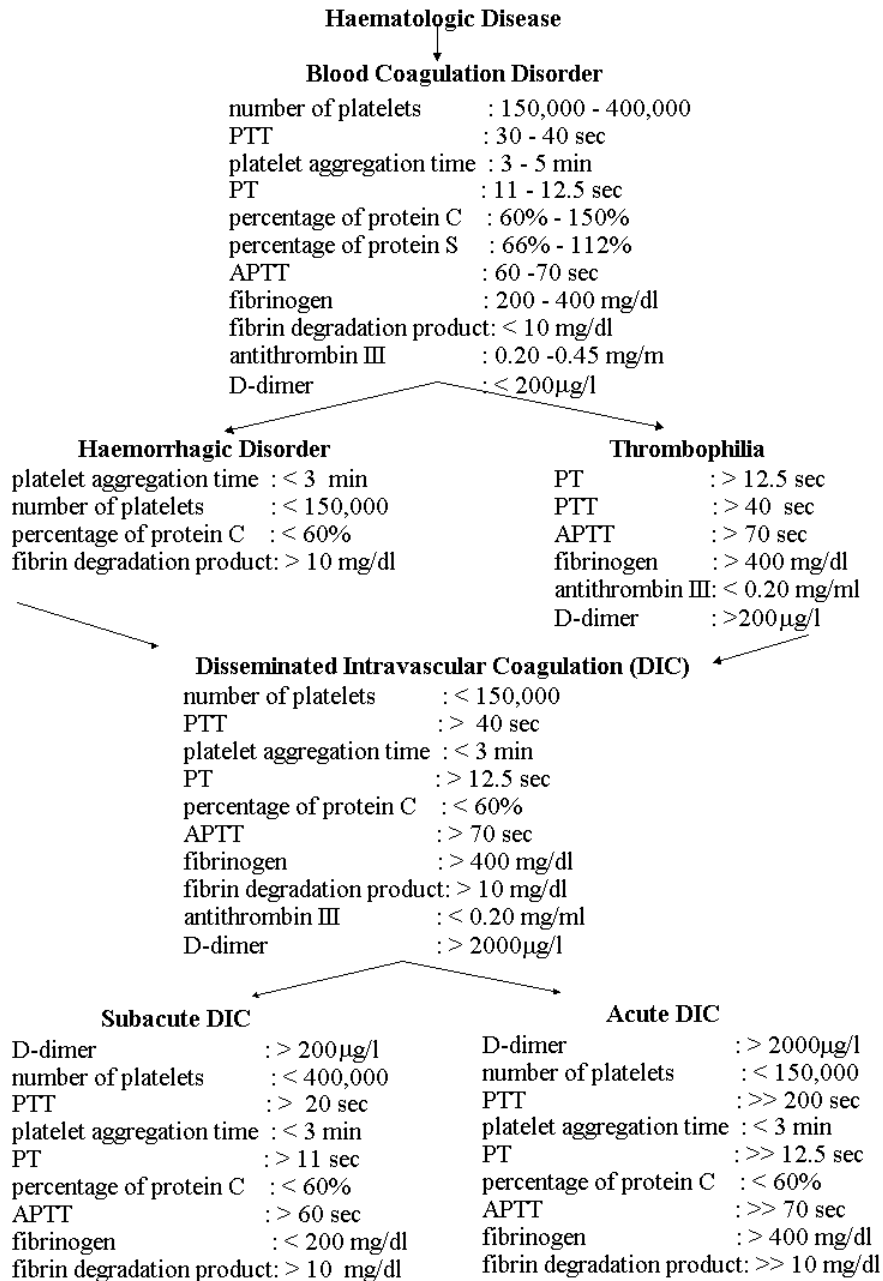 Haematologic Disease
Blood Coagulation Disorder
number of platelets : 150,000 - 400,000
PTT : 30 - 40 sec
platelet aggregation time : 3 - 5 min
PT : 11 - 12.5 sec
percentage of protein C : 60% - 150%
percentage of protein S : 66% - 112%
APTT : 60 -70 sec
fibrinogen : 200 - 400 mg/dl
fibrin degradation product: < 10 mg/dl
antithrombin III : 0.20 -0.45 mg/m
D-dimer : < 200µg/l
Haemorrhagic Disorder
platelet aggregation time : < 3 min
number of platelets : < 150,000
percentage of protein C : < 60%
fibrin degradation product: > 10 mg/dl
Thrombophilia
PT : > 12.5 sec
PTT : > 40 sec
APTT : > 70 sec
fibrinogen : > 400 mg/dl
antithrombin III: < 0.20 mg/ml
D-dimer : >200µg/l
Disseminated Intravascular Coagulation (DIC)
number of platelets : < 150,000
PTT : > 40 sec
platelet aggregation time : < 3 min
PT : > 12.5 sec
percentage of protein C : < 60%
APTT : > 70 sec
fibrinogen : > 400 mg/dl
fibrin degradation product: > 10 mg/dl
antithrombin III : < 0.20 mg/ml
D-dimer : > 2000µg/l
Subacute DIC
D-dimer : > 200µg/l
number of platelets : < 400,000
PTT : > 20 sec
platelet aggregation time : < 3 min
PT : > 11 sec
percentage of protein C : < 60%
APTT : > 60 sec
fibrinogen : < 200 mg/dl
fibrin degradation product: > 10 mg/dl
Acute DIC
D-dimer : > 2000µg/l
number of platelets : < 150,000
PTT : >> 200 sec
platelet aggregation time : < 3 min
PT : >> 12.5 sec
percentage of protein C : < 60%
APTT : >> 70 sec
fibrinogen : > 400 mg/dl
fibrin degradation product: >> 10 mg/dl